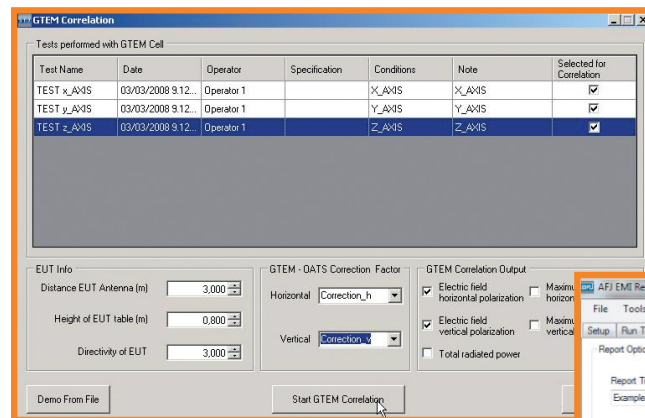 GTEM Correlation
Tests performed with GTEM Cell
Test Name Date Operator Specification Conditions Note Selected for Correlation
TEST x_AXIS 03/03/2008 9.12... Operator 1 X_AXIS X_AXIS
TEST y_AXIS 03/03/2008 9.12... Operator 1 Y_AXIS Y_AXIS
TEST z_AXIS 03/03/2008 9.12... Operator 1 Z_AXIS Z_AXIS
EUT Info
Distance EUT Antenna (m) 3,000
Height of EUT table (m) 0,800
Directivity of EUT 3,000
GTEM - OATS Correction Factor
Horizontal Correction_h
Vertical Correction_v
GTEM Correlation Output
Electric field horizontal polarization
Electric field vertical polarization
Total radiated power
Demo From File
Start GTEM Correlation
AFJ EMI
File Tools
Setup Run
Report
Report
Example